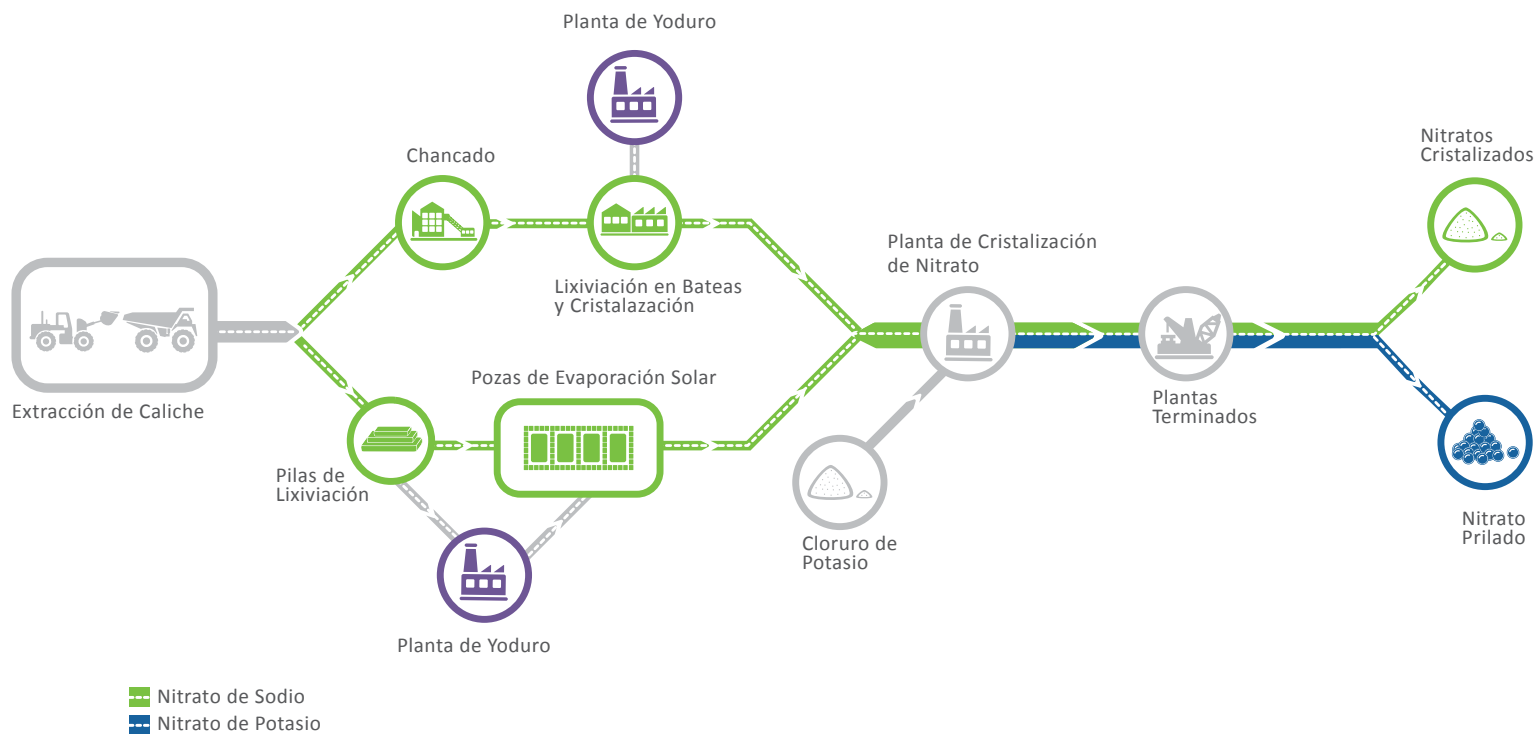 Planta de Yoduro
Chancado
Nitratos
Cristalizados
Planta de Cristalización
de Nitrato
Lixiviación en Bateas
y Cristalazación
Pozas de Evaporación Solar
Extracción de Caliche
Plantas
Terminados
Pilas de
Lixiviación
Nitrato
Prilado
Cloruro de
Potasio
Planta de Yoduro
Nitrato de Sodio
Nitrato de Potasio